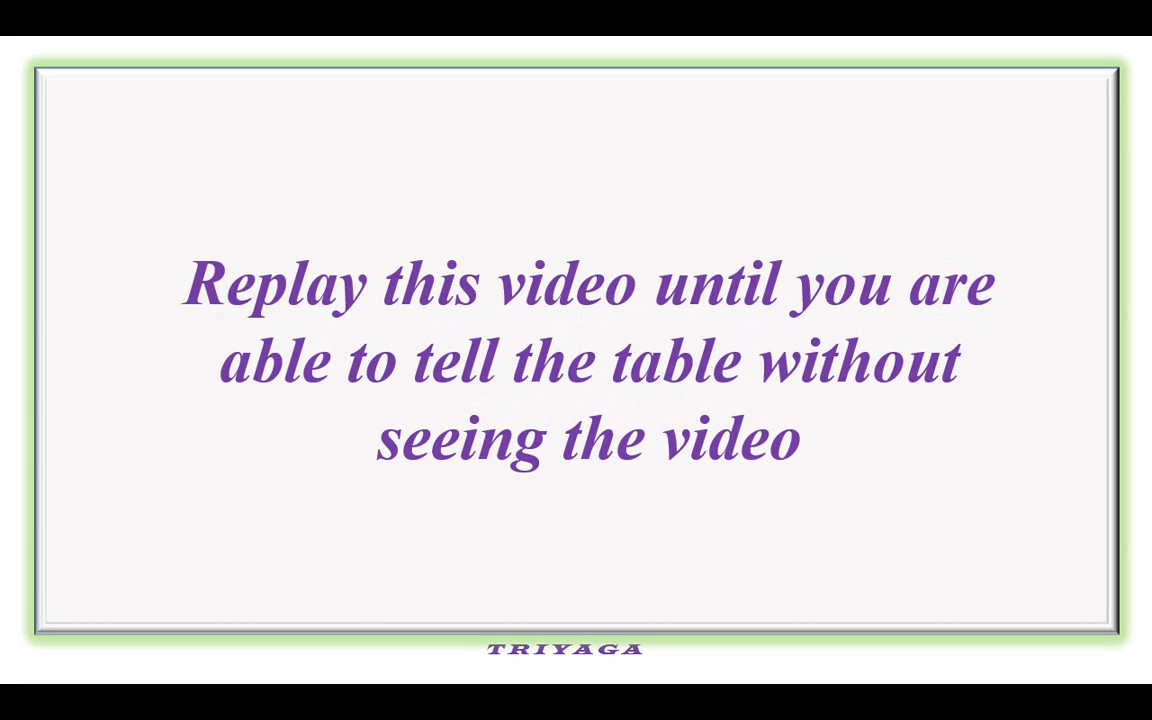 Replay this video until you are
able to tell the table without
seeing the video
TRIYAGA